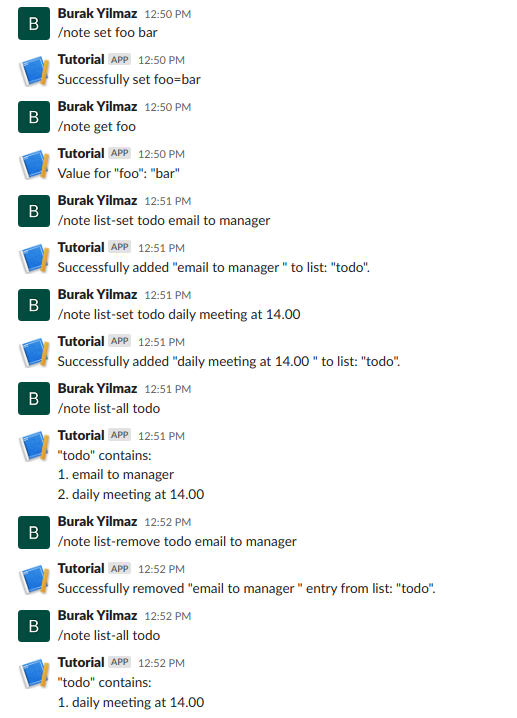 B
Burak Yilmaz 12:50 PM
/note set foo bar
Tutorial APP 12:50 PM
Successfully set foo=bar
B
Burak Yilmaz 12:50 PM
/note get foo
Tutorial APP 12:50 PM
Value for "foo": "bar"
B
Burak Yilmaz 12:51 PM
/note list-set todo email to manager
Tutorial APP 12:51 PM
Successfully added "email to manager " to list: "todo".
B
Burak Yilmaz 12:51 PM
/note list-set todo daily meeting at 14.00
Tutorial APP 12:51 PM
Successfully added "daily meeting at 14.00 " to list: "todo".
B
Burak Yilmaz 12:51 PM
/note list-all todo
Tutorial APP 12:51 PM
"todo" contains:
1. email to manager
2. daily meeting at 14.00
B
Burak Yilmaz 12:52 PM
/note list-remove todo email to manager
Tutorial APP 12:52 PM
Successfully removed "email to manager " entry from list: "todo".
B
Burak Yilmaz 12:52 PM
/note list-all todo
Tutorial APP 12:52 PM
"todo" contains:
1. daily meeting at 14.00